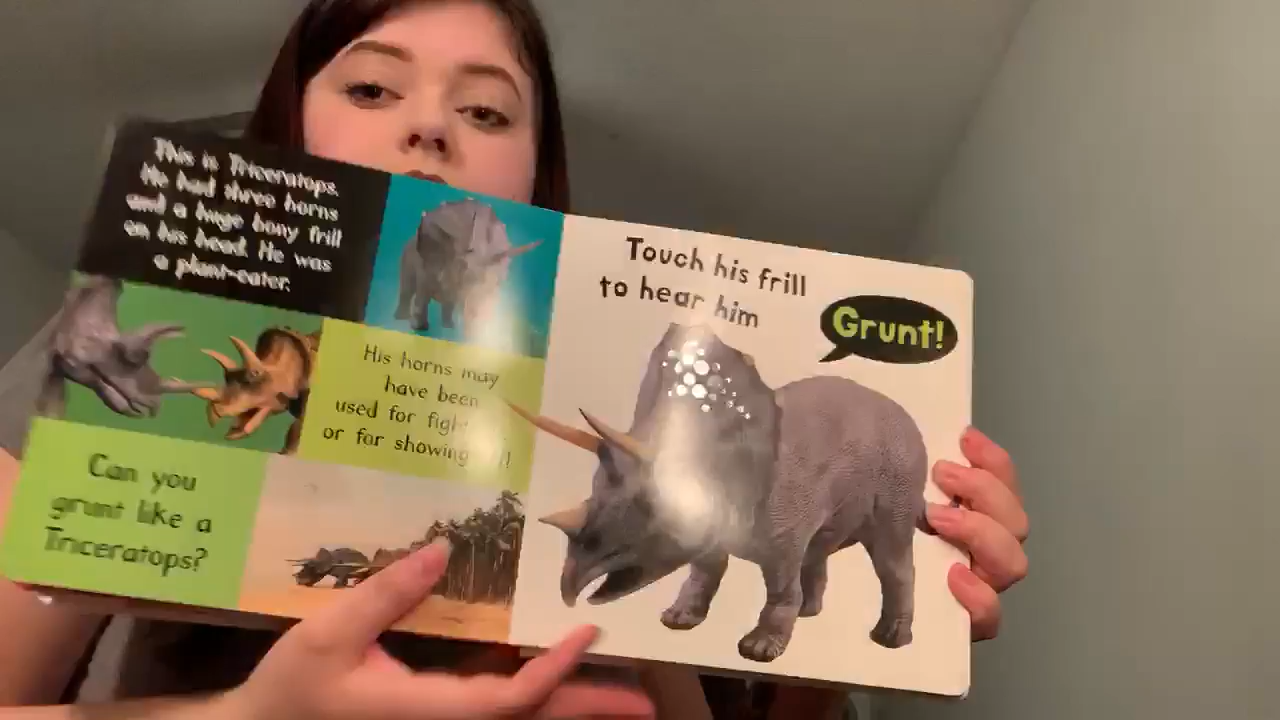 This is Triceratops.
He had three horns
and a huge bony frill
on his head. He was
a plant-eater.
His horns may
have been
used for
or for showing
Can you
grunt like a
Triceratops?
Touch his frill
to hear him
Grunt!